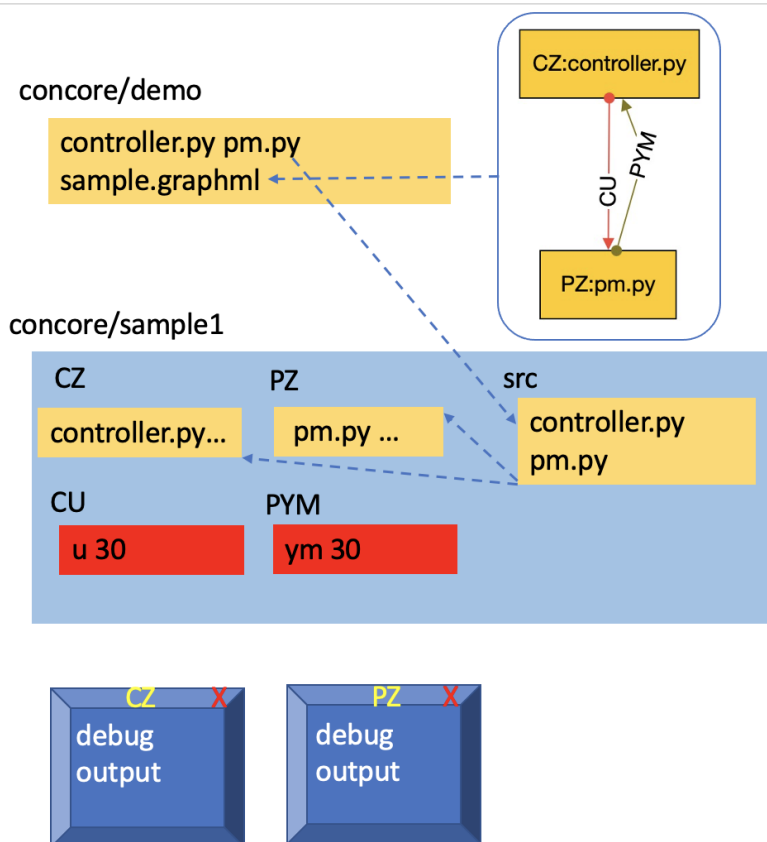 CZ:controller.py
concore/demo
controller.py pm.py
sample.graphml
CU
PYM
PZ:pm.py
concore/sample1
CZ
PZ
src
controller.py...
pm.py ...
controller.py
pm.py
CU
PYM
u 30
ym 30
CZ X
debug
output
PZ X
debug
output